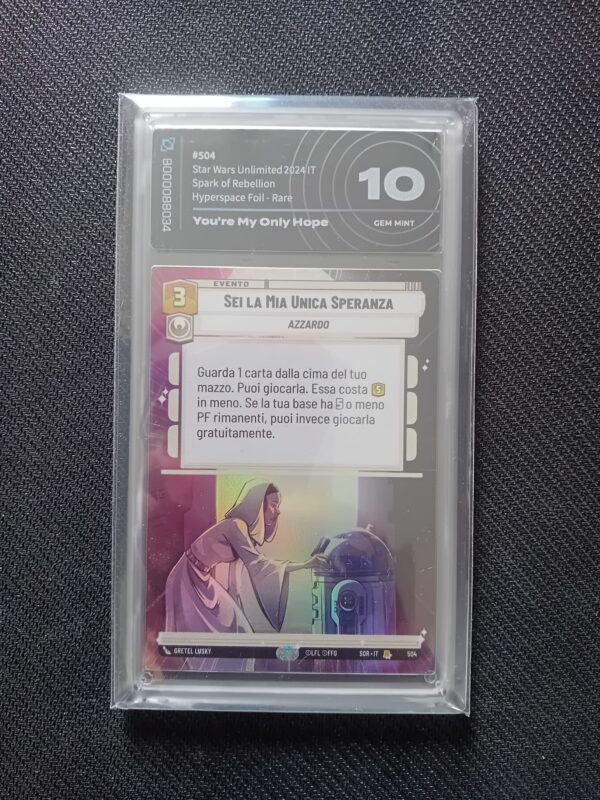 #504
Star Wars Unlimited 2024 IT
Spark of Rebellion
Hyperspace Foil - Rare
You're My Only Hope
10
GEM MINT
8000088034
EVENTO
3
SEI LA MIA UNICA SPERANZA
AZZARDO
Guarda 1 carta dalla cima del tuo
mazzo. Puoi giocarla. Essa costa 5
in meno. Se la tua base ha 5 o meno
PF rimanenti, puoi invece giocarla
gratuitamente.
GRETEL LUSKY
©LFL ©FFG
SOR • IT
504